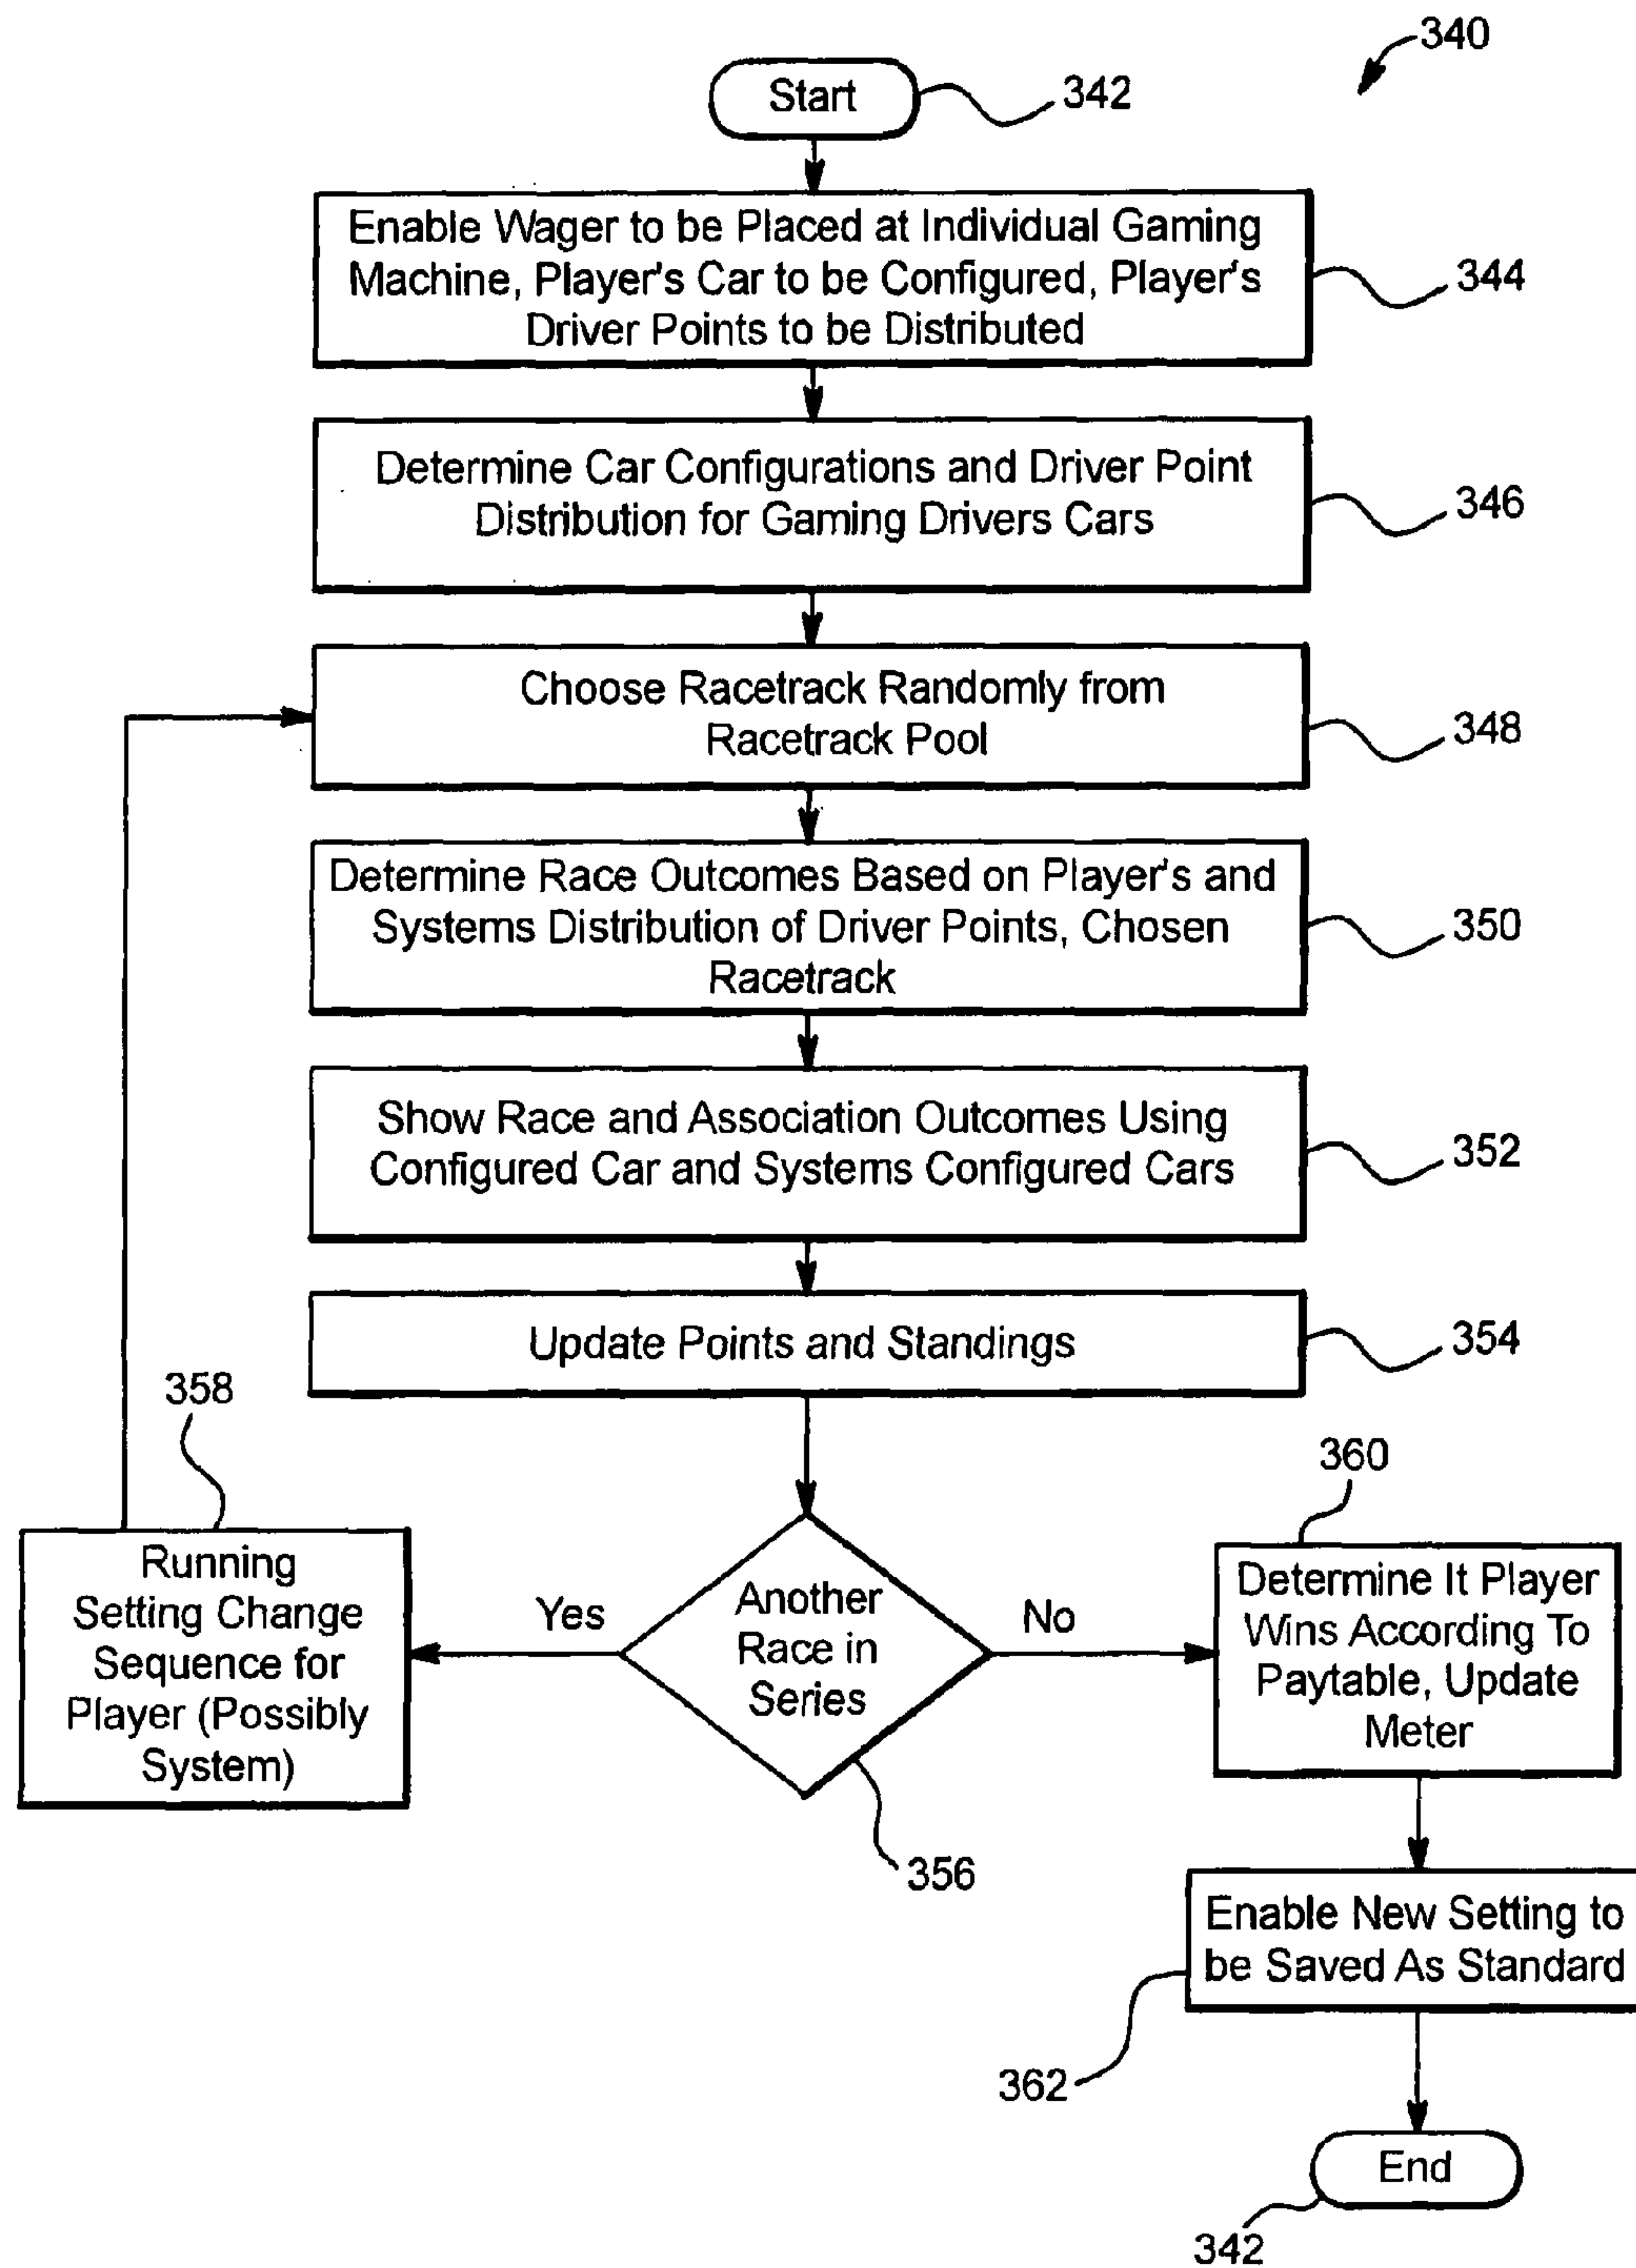 340
Start
342
Enable Wager to be Placed at Individual Gaming
Machine, Player's Car to be Configured, Player's
Driver Points to be Distributed
344
Determine Car Configurations and Driver Point
Distribution for Gaming Drivers Cars
346
Choose Racetrack Randomly from
Racetrack Pool
348
Determine Race Outcomes Based on Player's and
Systems Distribution of Driver Points, Chosen
Racetrack
350
Show Race and Association Outcomes Using
Configured Car and Systems Configured Cars
352
Update Points and Standings
354
358
Running
Setting Change
Sequence for
Player (Possibly
System)
Yes
Another
Race in
Series
356
No
360
Determine It Player
Wins According To
Paytable, Update
Meter
Enable New Setting to
be Saved As Standard
362
End
342